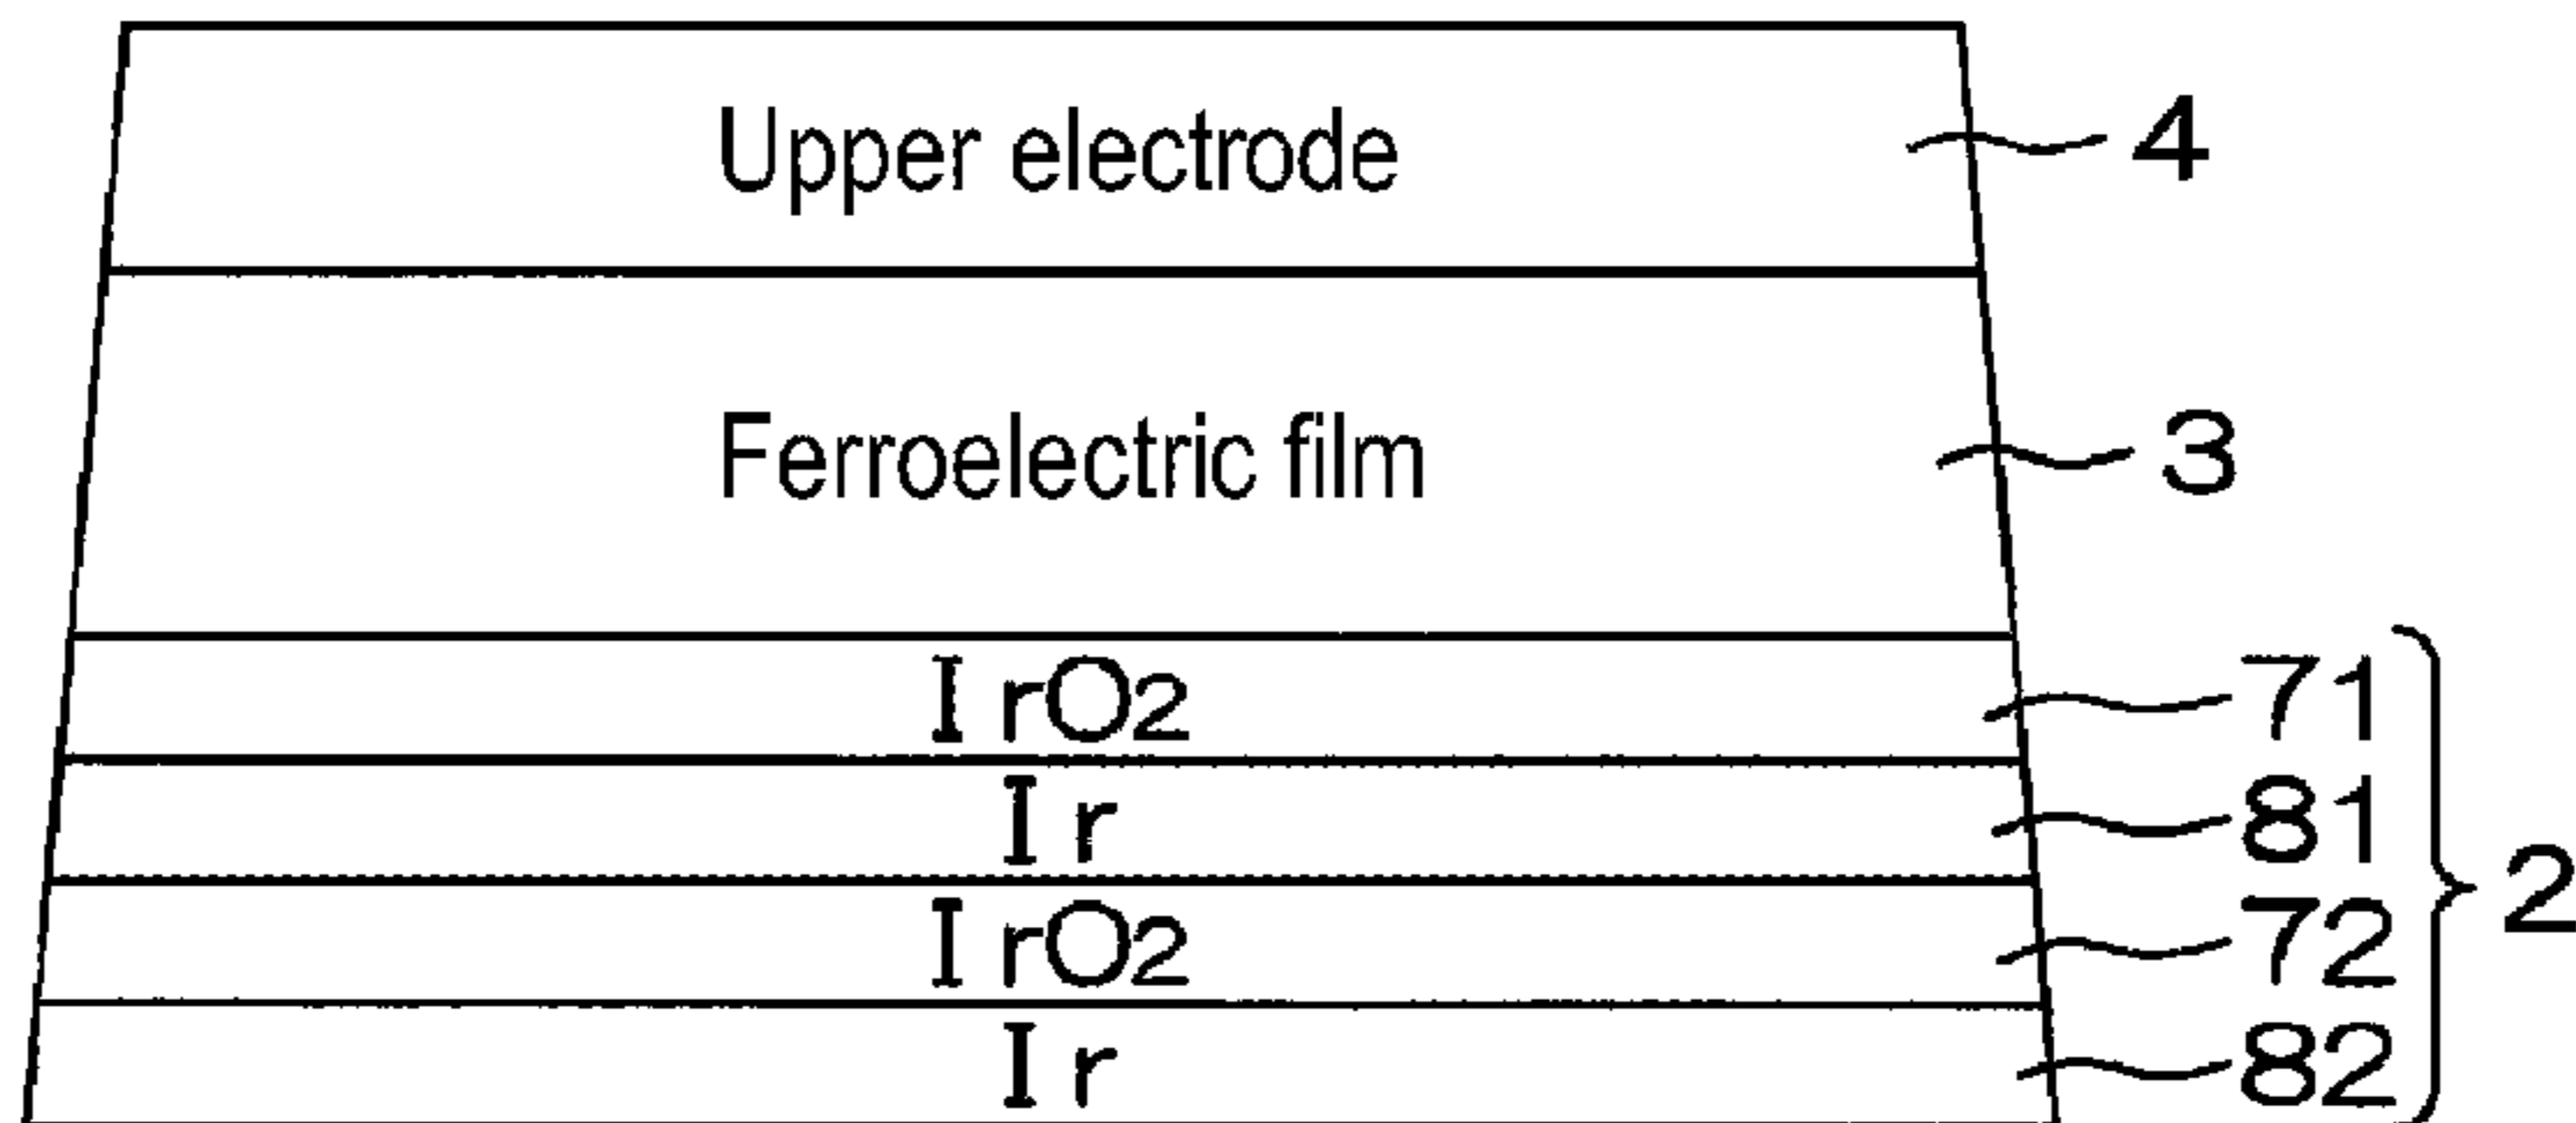 Upper electrode 4
Ferroelectric film 3
IrO2 71
Ir 81
2
IrO2 72
Ir 82